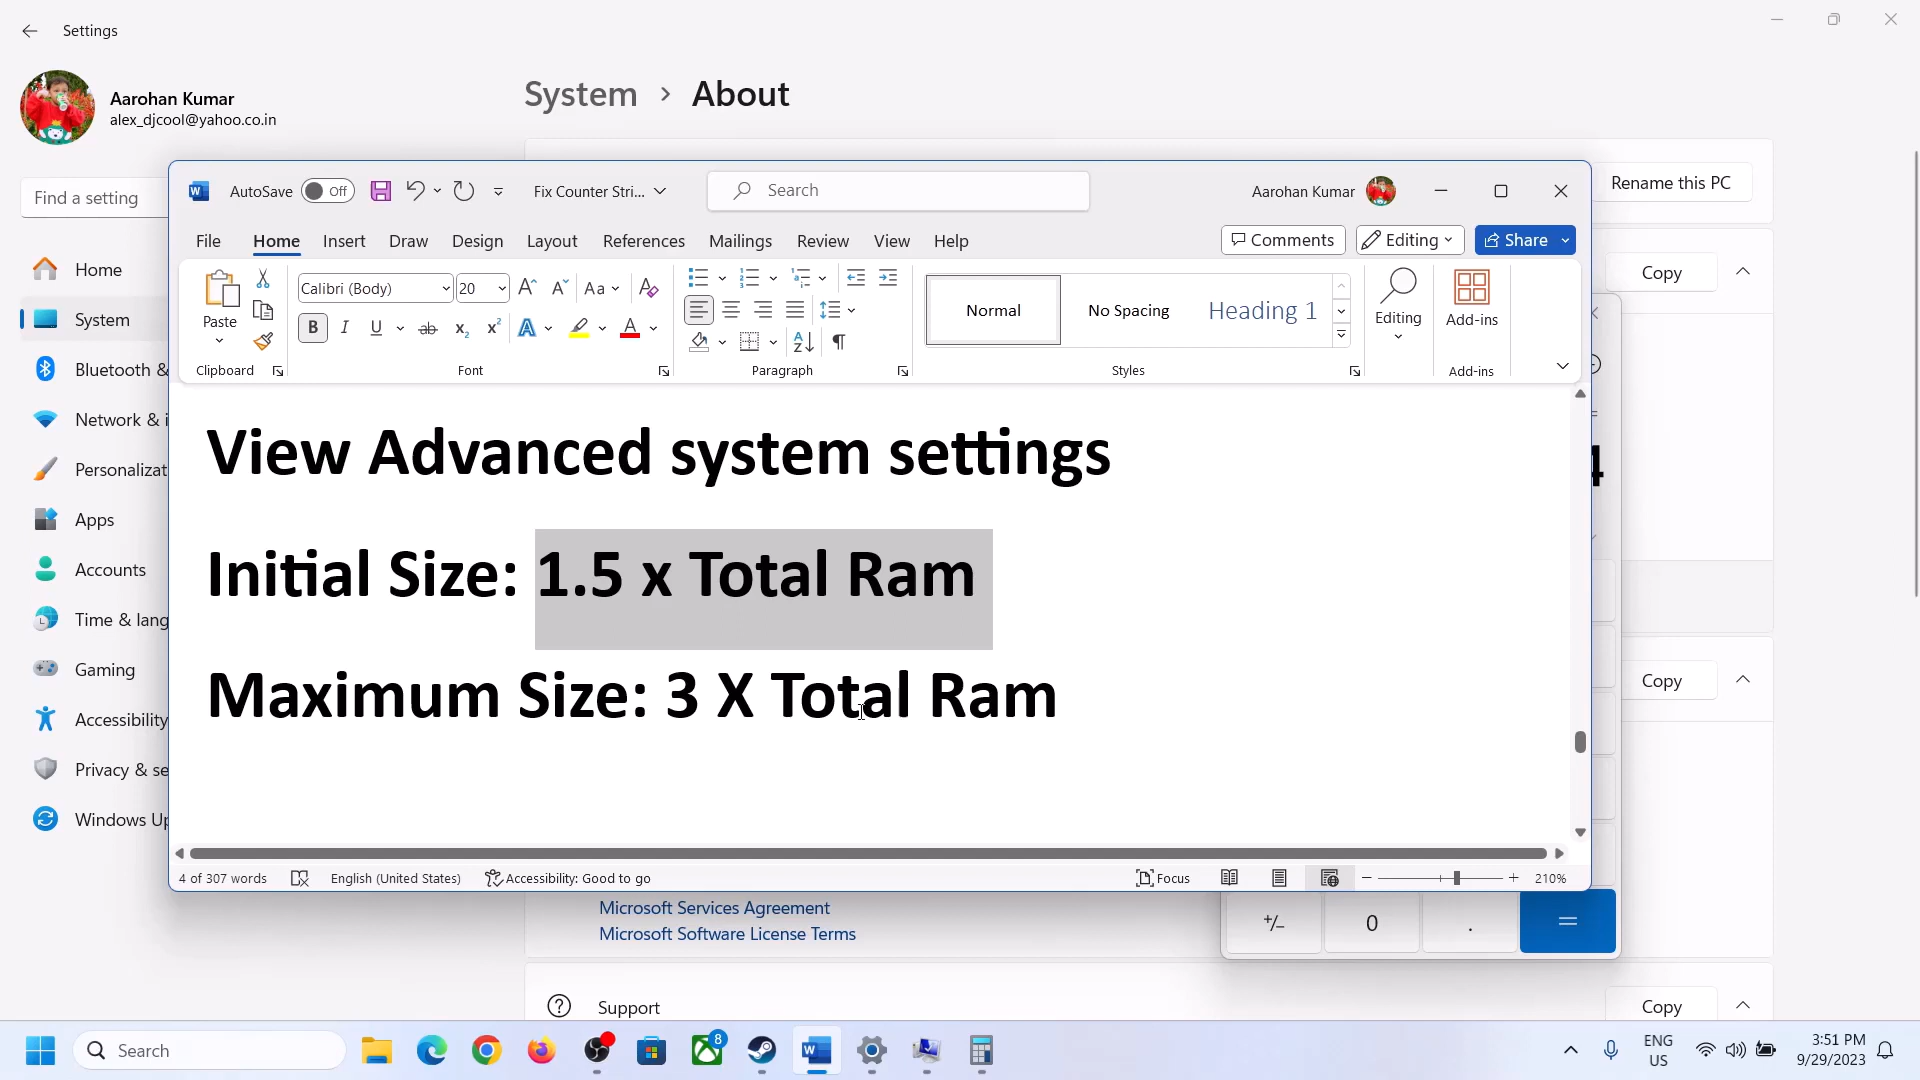 Settings
Aarohan Kumar
alex_djcool@yahoo.co.in
System > About
Find a setting
Rename this PC
AutoSave Off
Fix Counter Stri...
Search
Aarohan Kumar
File Home Insert Draw Design Layout References Mailings Review View Help
Comments Editing Share
Home
System
Bluetooth &
Network & i
Personalizat
Apps
Accounts
Time & lang
Gaming
Accessibility
Privacy & se
Windows Up
Copy
Paste
Calibri (Body) 20
Aa
B I U ab x₂ x² A A
Normal
No Spacing
Heading 1
Editing
Add-ins
Clipboard
Font
Paragraph
Styles
Add-ins
View Advanced system settings
Initial Size: 1.5 x Total Ram
Maximum Size: 3 X Total Ram
4
Copy
4 of 307 words
English (United States)
Accessibility: Good to go
Focus
210%
Microsoft Services Agreement
Microsoft Software License Terms
+/− 0 . =
Support
Copy
Search
8
ENG
US
3:51 PM
9/29/2023